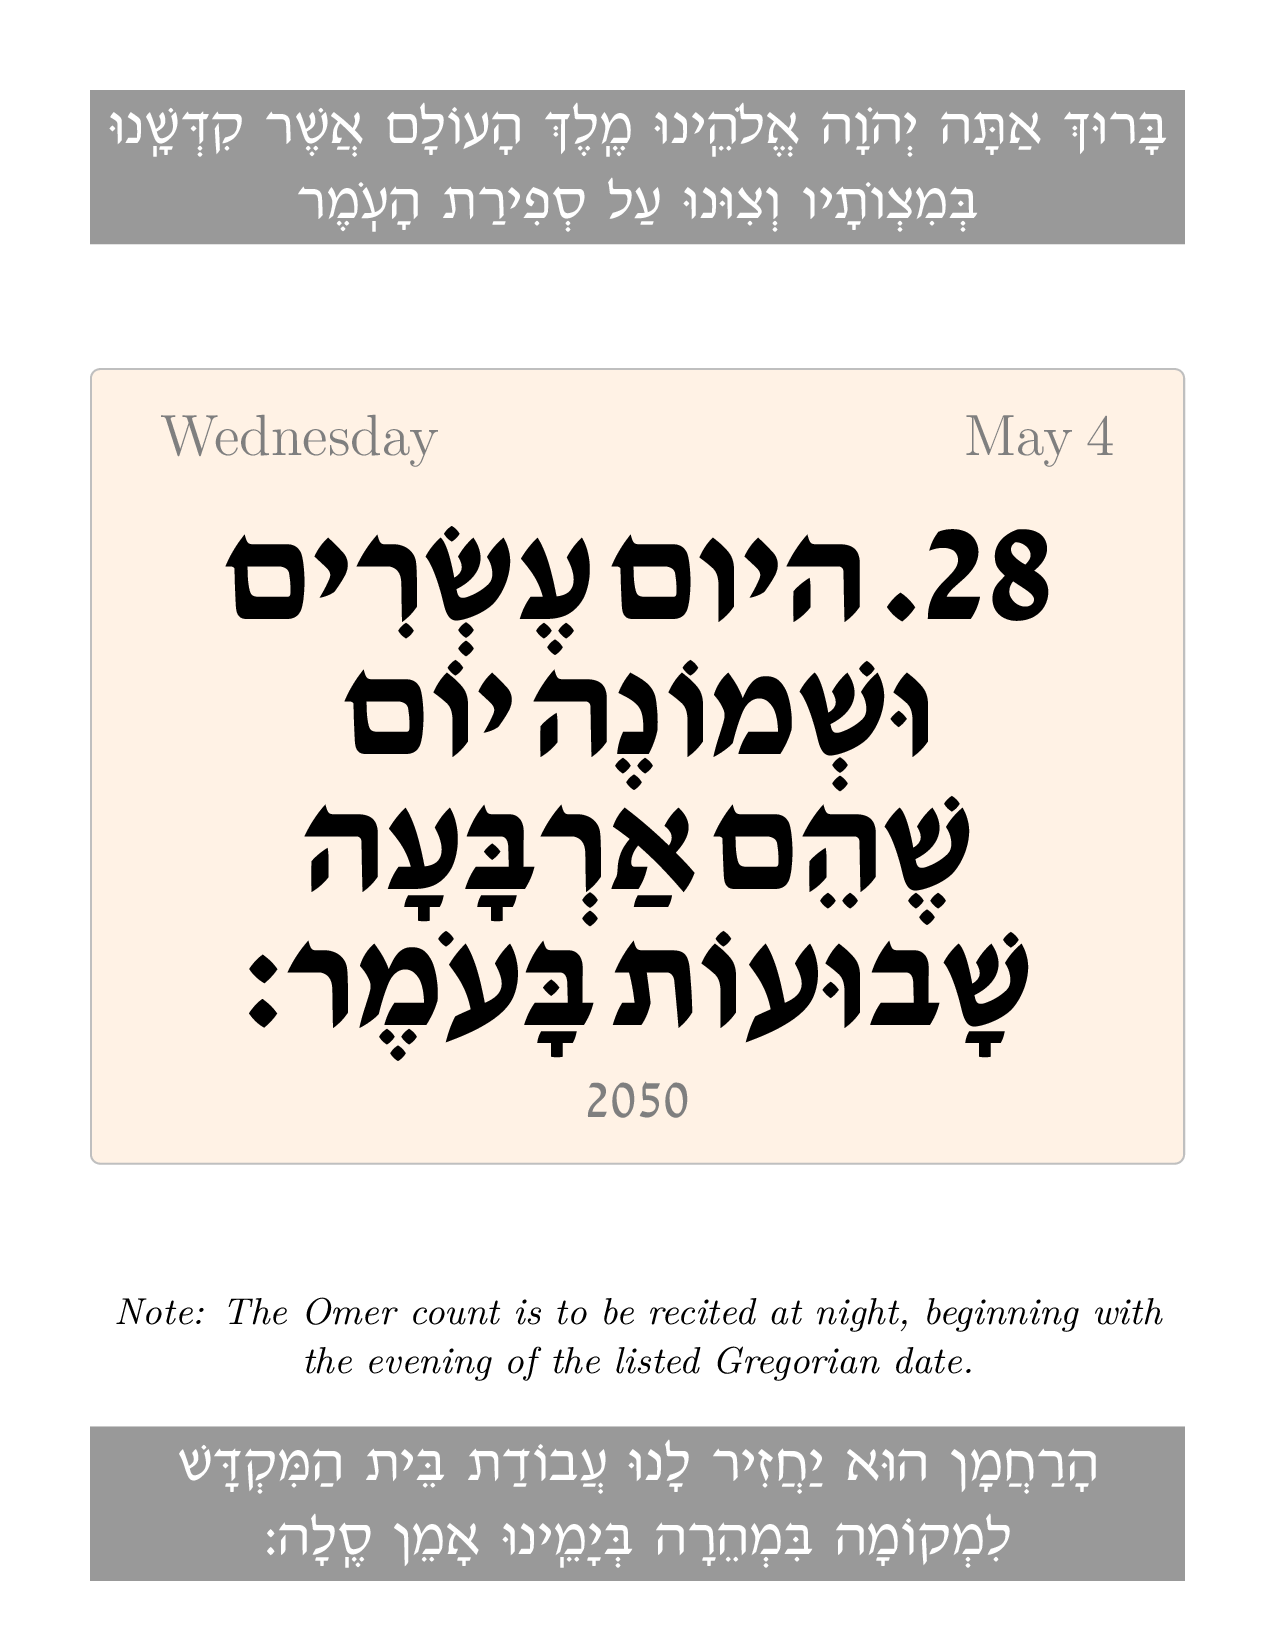 בָּרוּךְ אַתָּה יְהֹוָה אֱלֹהֵֽינוּ מֶֽלֶךְ הָעוֹלָם אֲשֶׁר קִדְּשָֽׁנוּ
בְּמִצְוֹתָיו וְצִוּנוּ עַל סְפִירַת הָעֹֽמֶר
Wednesday May 4
28. היום עֶשְׂרִים
וּשְׁמוֹנֶה יוֹם
שֶׁהֵם אַרְבָּעָה
שָׁבוּעוֹת בָּעֹמֶר:
2050
Note: The Omer count is to be recited at night, beginning with
the evening of the listed Gregorian date.
הָרַחֲמָן הוּא יַחֲזִיר לָנוּ עֲבוֹדַת בֵּית הַמִּקְדָּשׁ
לִמְקוֹמָהּ בִּמְהֵרָה בְּיָמֵֽינוּ אָמֵן סֶֽלָה: